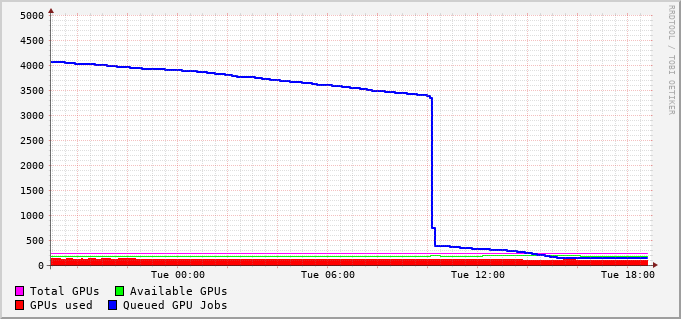 5000
4500
4000
3500
3000
2500
2000
1500
1000
500
0
Tue 00:00 Tue 06:00 Tue 12:00 Tue 18:00
Total GPUs Available GPUs
GPUs used Queued GPU Jobs
RRDTOOL / TOBI OETIKER